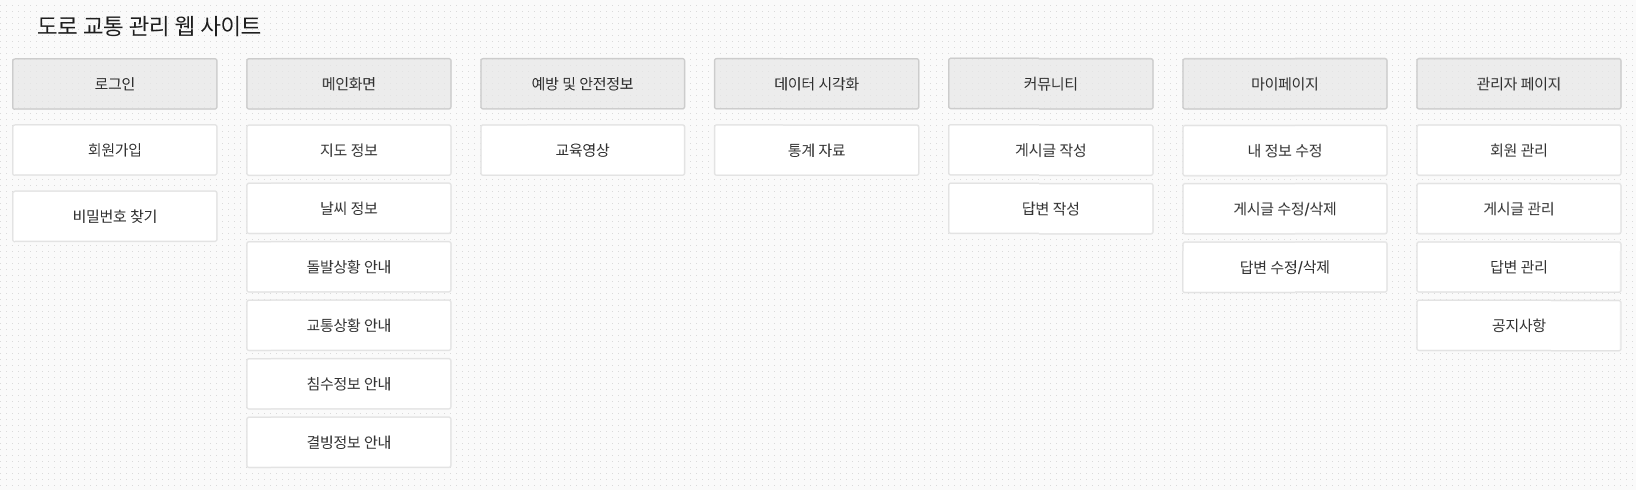 도로 교통 관리 웹 사이트
로그인
회원가입
비밀번호 찾기
메인화면
지도 정보
날씨 정보
돌발상황 안내
교통상황 안내
침수정보 안내
결빙정보 안내
예방 및 안전정보
교육영상
데이터 시각화
통계 자료
커뮤니티
게시글 작성
답변 작성
마이페이지
내 정보 수정
게시글 수정/삭제
답변 수정/삭제
관리자 페이지
회원 관리
게시글 관리
답변 관리
공지사항